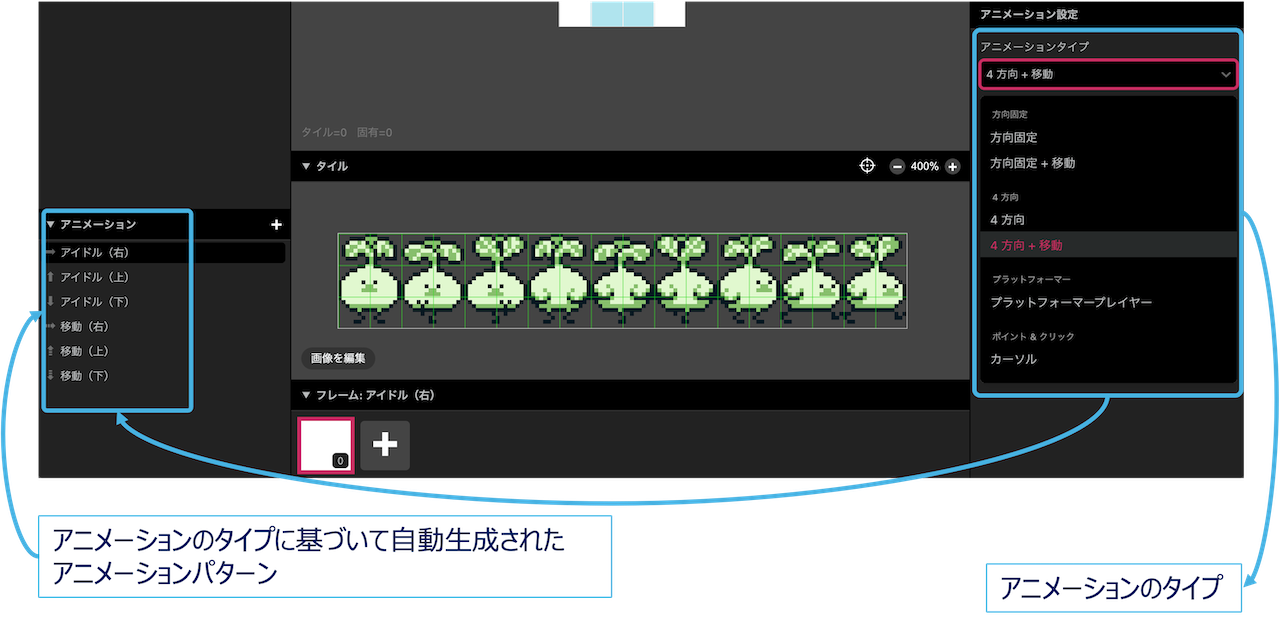 アニメーション設定
アニメーションタイプ
4 方向 + 移動
方向固定
方向固定
方向固定 + 移動
4 方向
4 方向
4 方向 + 移動
プラットフォーマー
プラットフォーマープレイヤー
ポイント & クリック
カーソル
タイル=0 固有=0
▼ タイル
400%
画像を編集
▼ フレーム: アイドル（右）
0
▼ アニメーション
アイドル（右）
アイドル（上）
アイドル（下）
移動（右）
移動（上）
移動（下）
アニメーションのタイプに基づいて自動生成された
アニメーションパターン
アニメーションのタイプ